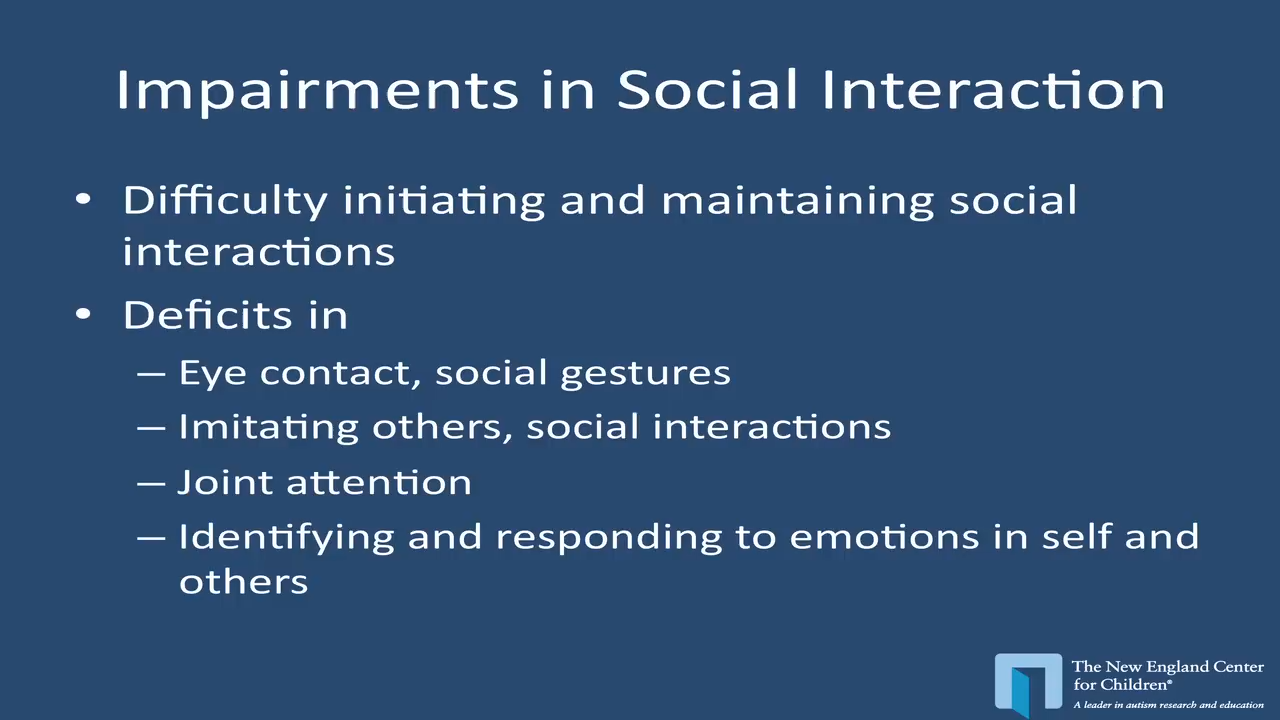 Impairments in Social Interaction
• Difficulty initiating and maintaining social
interactions
• Deficits in
– Eye contact, social gestures
– Imitating others, social interactions
– Joint attention
– Identifying and responding to emotions in self and
others
The New England Center
for Children®
A leader in autism research and education